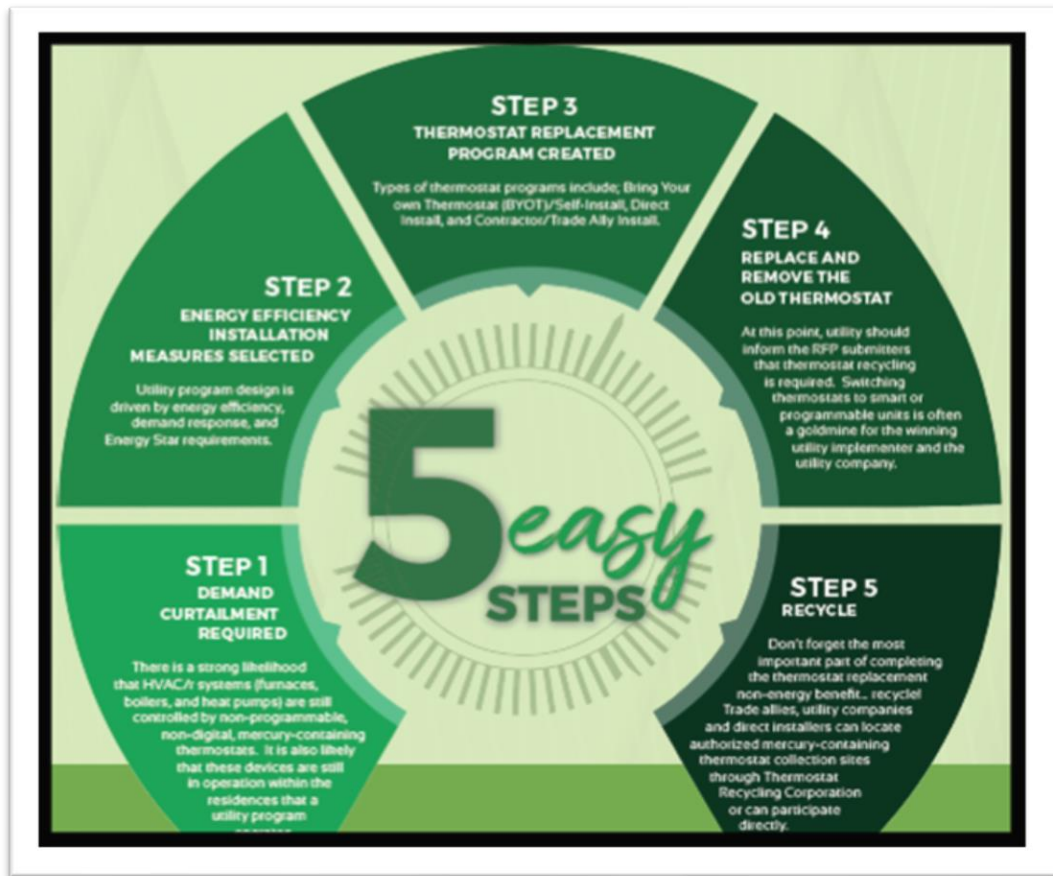 STEP 1
DEMAND
CURTAILMENT
REQUIRED
There is a strong likelihood
that HVAC/r systems (furnaces,
boilers, and heat pumps) are still
controlled by non-programmable,
non-digital, mercury-containing
thermostats. It is also likely
that these devices are still
in operation within the
residences that a
utility program
STEP 2
ENERGY EFFICIENCY
INSTALLATION
MEASURES SELECTED
Utility program design is
driven by energy efficiency,
demand response, and
Energy Star requirements.
STEP 3
THERMOSTAT REPLACEMENT
PROGRAM CREATED
Types of thermostat programs include; Bring Your
own Thermostat (BYOT)/Self-Install, Direct
Install, and Contractor/Trade Ally Install.
STEP 4
REPLACE AND
REMOVE THE
OLD THERMOSTAT
At this point, utility should
inform the RFP submitters
that thermostat recycling
is required. Switching
thermostats to smart or
programmable units is often
a goldmine for the winning
utility implementer and the
utility company.
STEP 5
RECYCLE
Don't forget the most
important part of completing
the thermostat replacement
non-energy benefit... recycle!
Trade allies, utility companies
and direct installers can locate
authorized mercury-containing
thermostat collection sites
through Thermostat
Recycling Corporation
or can participate
directly.
5 easy
STEPS